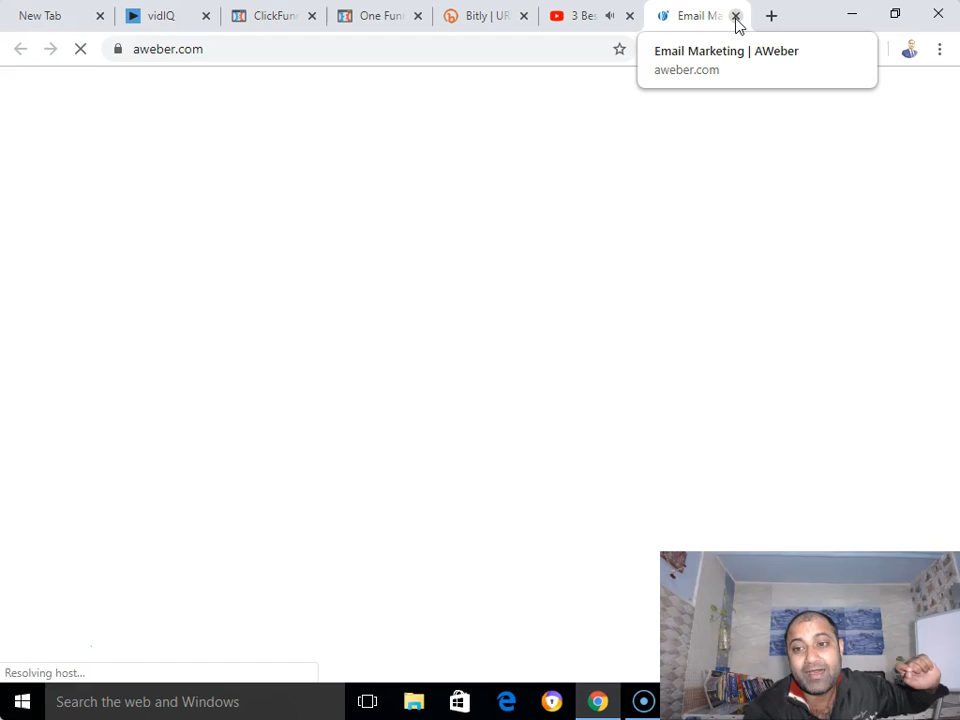 New Tab
vidIQ
ClickFun
One Fun
Bitly | UR
3 Bes
Email Ma
aweber.com
Email Marketing | AWeber
aweber.com
Resolving host...
Search the web and Windows